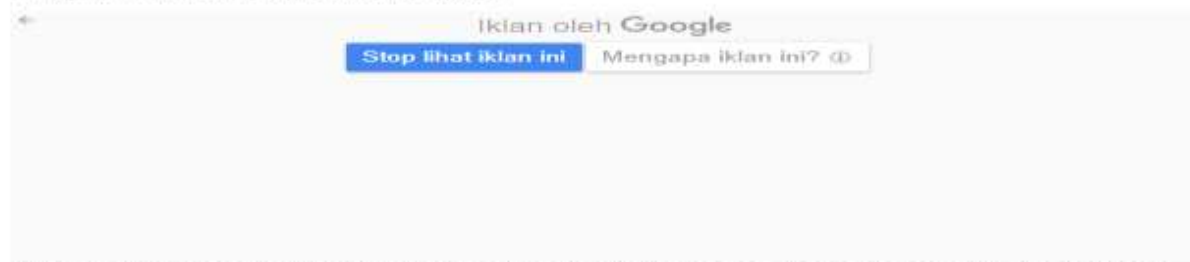 Iklan oleh Google
Stop lihat iklan ini
Mengapa iklan ini?